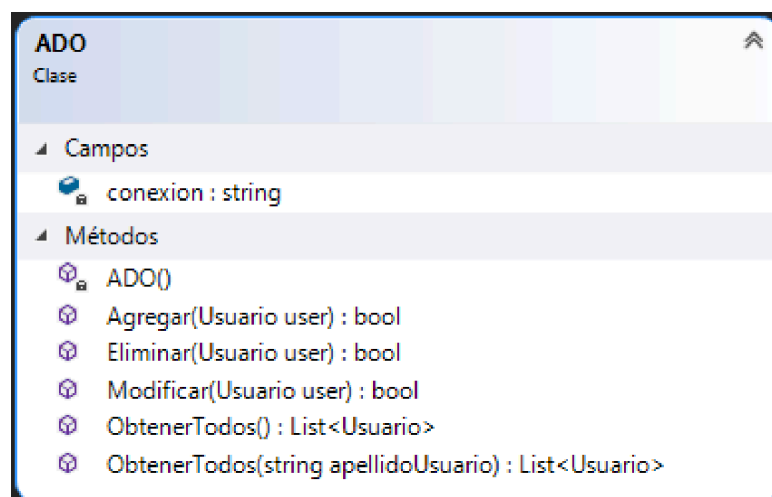 ADO
Clase
Campos
conexion : string
Métodos
ADO()
Agregar(Usuario user) : bool
Eliminar(Usuario user) : bool
Modificar(Usuario user) : bool
ObtenerTodos() : List<Usuario>
ObtenerTodos(string apellidoUsuario) : List<Usuario>